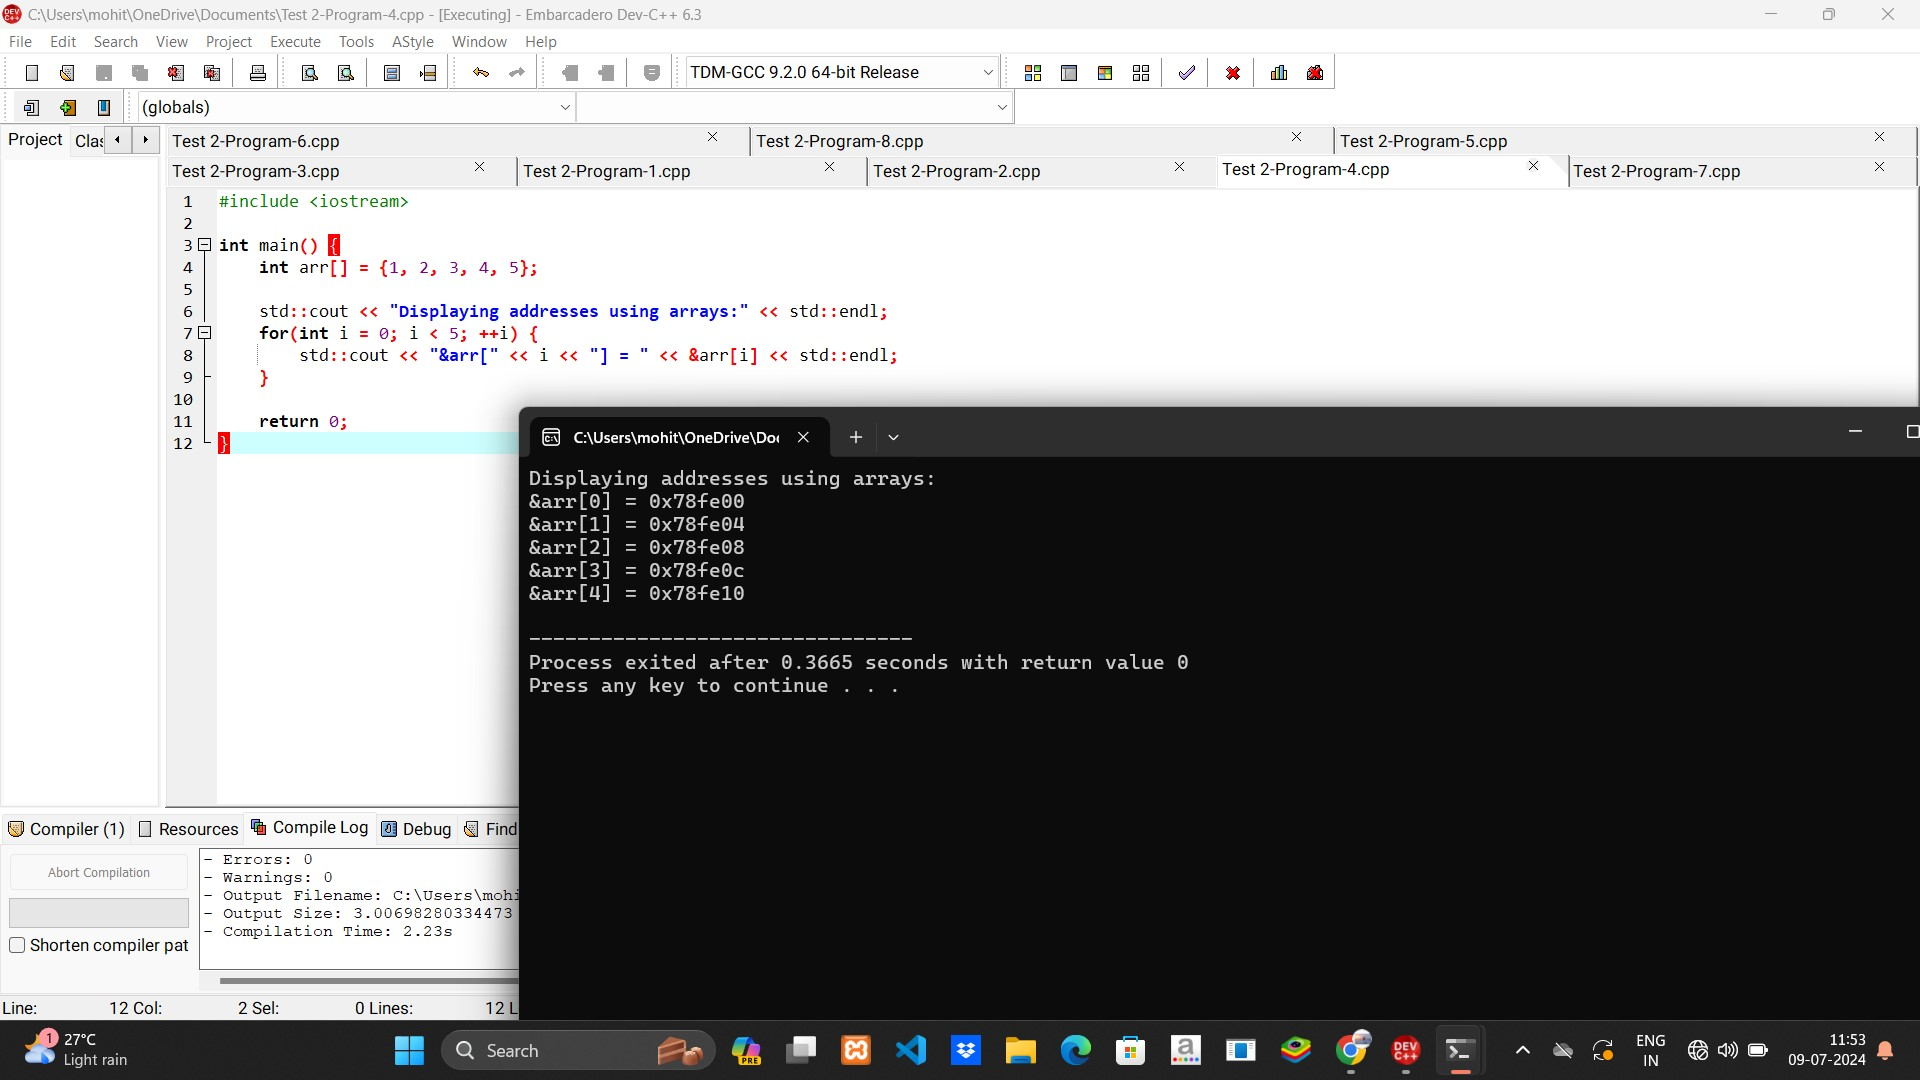 C:\Users\mohit\OneDrive\Documents\Test 2-Program-4.cpp - [Executing] - Embarcadero Dev-C++ 6.3
File Edit Search View Project Execute Tools AStyle Window Help
TDM-GCC 9.2.0 64-bit Release
(globals)
Project Clas
Test 2-Program-6.cpp Test 2-Program-8.cpp Test 2-Program-5.cpp
Test 2-Program-3.cpp Test 2-Program-1.cpp Test 2-Program-2.cpp Test 2-Program-4.cpp Test 2-Program-7.cpp
1 #include <iostream>
2
3 int main() {
4 int arr[] = {1, 2, 3, 4, 5};
5
6 std::cout << "Displaying addresses using arrays:" << std::endl;
7 for(int i = 0; i < 5; ++i) {
8 std::cout << "&arr[" << i << "] = " << &arr[i] << std::endl;
9 }
10
11 return 0;
12 }
C:\Users\mohit\OneDrive\Doc
Displaying addresses using arrays:
&arr[0] = 0x78fe00
&arr[1] = 0x78fe04
&arr[2] = 0x78fe08
&arr[3] = 0x78fe0c
&arr[4] = 0x78fe10
--------------------------------
Process exited after 0.3665 seconds with return value 0
Press any key to continue . . .
Compiler (1) Resources Compile Log Debug Find
Abort Compilation
Shorten compiler pat
- Errors: 0
- Warnings: 0
- Output Filename: C:\Users\mohi
- Output Size: 3.00698280334473
- Compilation Time: 2.23s
Line: 12 Col: 2 Sel: 0 Lines: 12 L
1
27°C
Light rain
Search
PRE
DEV C++
ENG
IN
11:53
09-07-2024